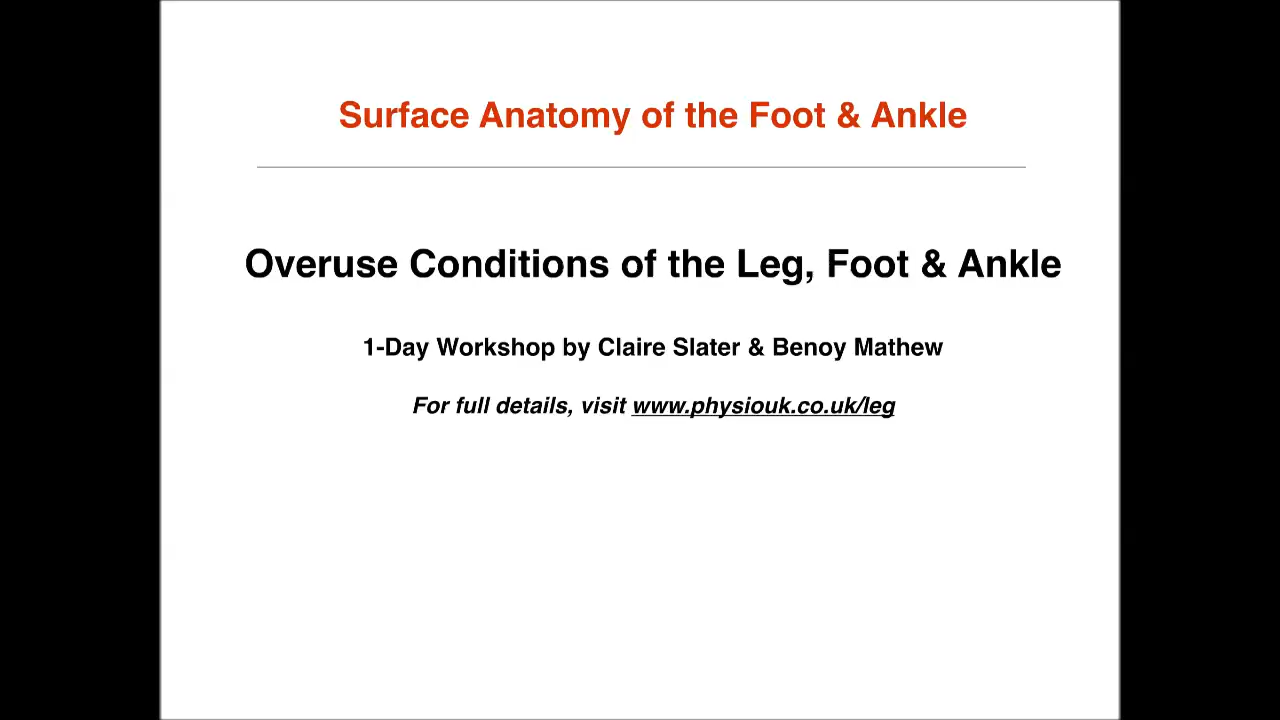 Surface Anatomy of the Foot & Ankle
Overuse Conditions of the Leg, Foot & Ankle
1-Day Workshop by Claire Slater & Benoy Mathew
For full details, visit www.physiouk.co.uk/leg